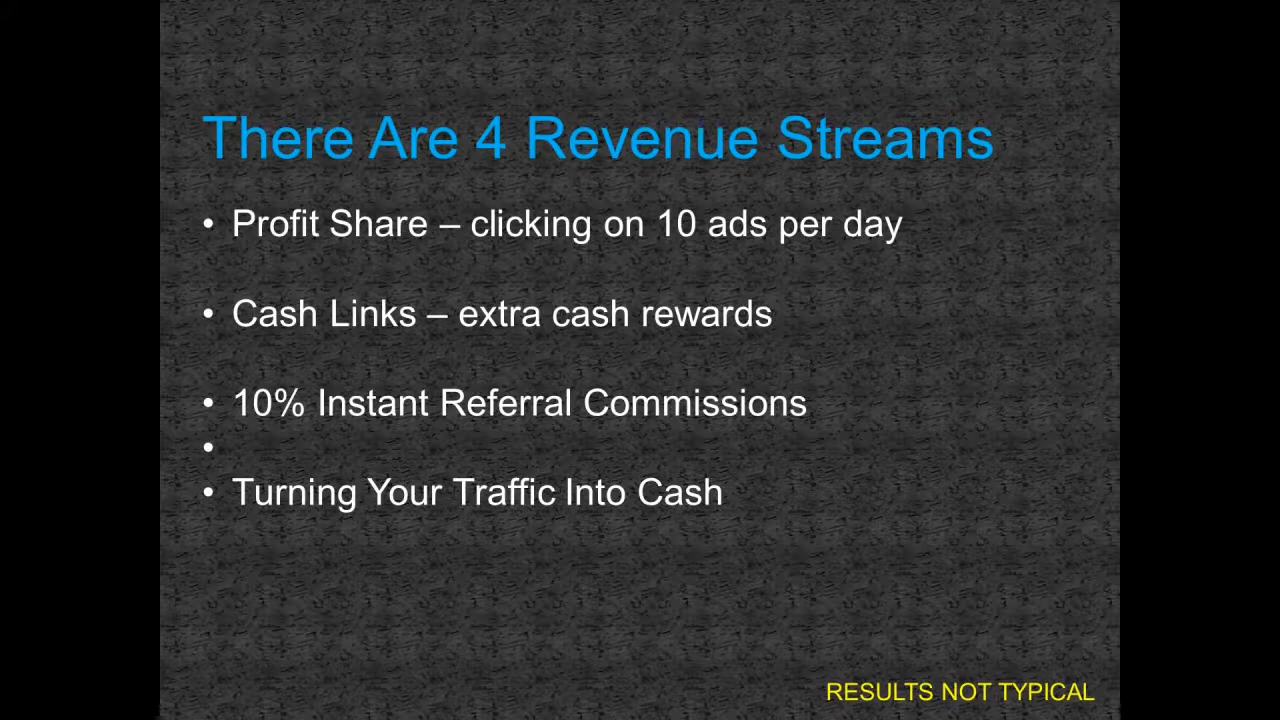 There Are 4 Revenue Streams
• Profit Share – clicking on 10 ads per day
• Cash Links – extra cash rewards
• 10% Instant Referral Commissions
•
• Turning Your Traffic Into Cash
RESULTS NOT TYPICAL